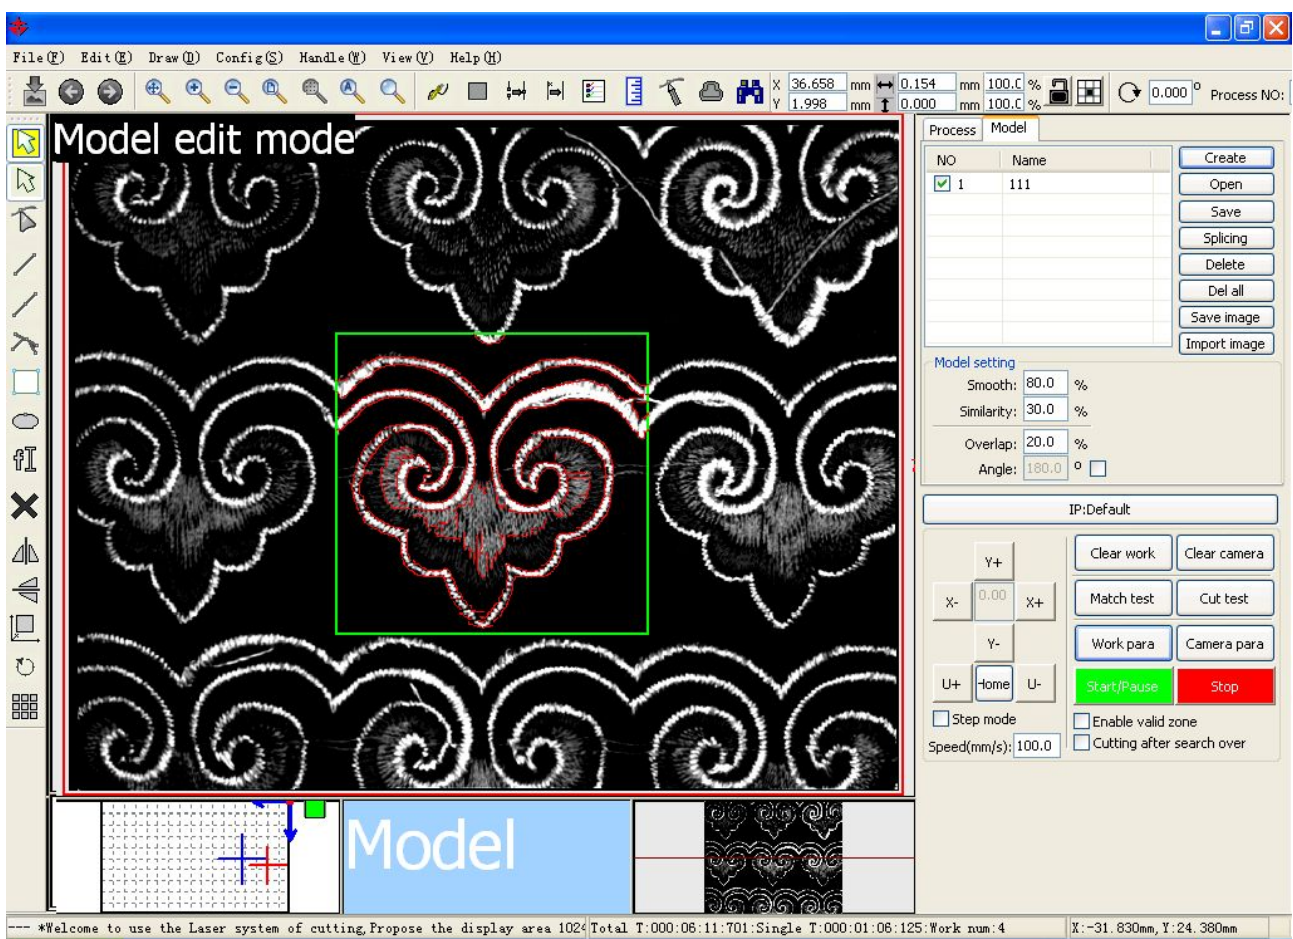 File(F) Edit(E) Draw(D) Config(S) Handle(W) View(V) Help(H)
X 36.658 mm 0.154 mm 100.0 %
Y 1.998 mm 0.000 mm 100.0 %
0.000 ° Process NO:
Model edit mode
Process Model
NO Name
1 111
Create
Open
Save
Splicing
Delete
Del all
Save image
Import image
Model setting
Smooth: 80.0 %
Similarity: 30.0 %
Overlap: 20.0 %
Angle: 180.0 °
IP:Default
Y+
X- 0.00 X+
Y-
U+ Home U-
Step mode
Speed(mm/s): 100.0
Clear work Clear camera
Match test Cut test
Work para Camera para
Start/Pause Stop
Enable valid zone
Cutting after search over
Model
--- *Welcome to use the Laser system of cutting,Propose the display area 1024 Total T:000:06:11:701:Single T:000:01:06:125:Work num:4 X:-31.830mm,Y:24.380mm